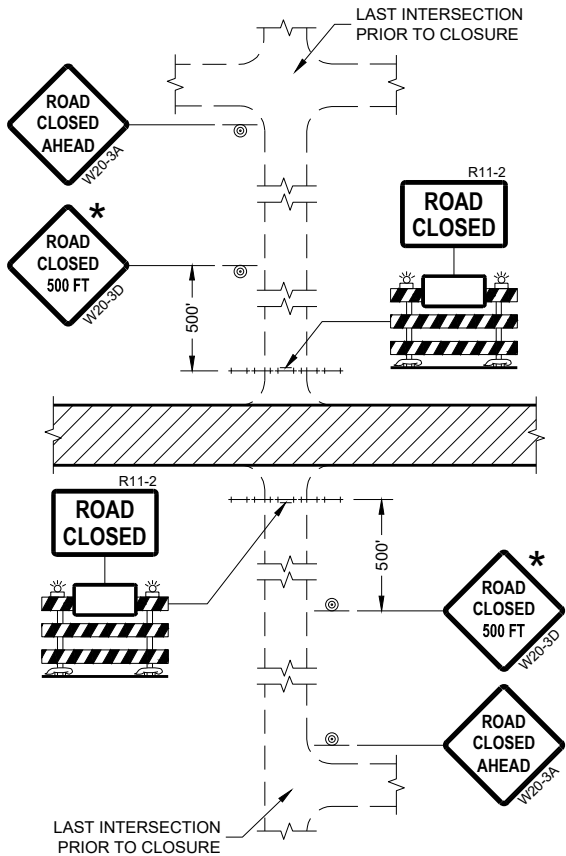 LAST INTERSECTION
PRIOR TO CLOSURE
ROAD
CLOSED
AHEAD
W20-3A
R11-2
ROAD
CLOSED
*
ROAD
CLOSED
500 FT
W20-3D
500'
R11-2
ROAD
CLOSED
500'
*
ROAD
CLOSED
500 FT
W20-3D
ROAD
CLOSED
AHEAD
W20-3A
LAST INTERSECTION
PRIOR TO CLOSURE